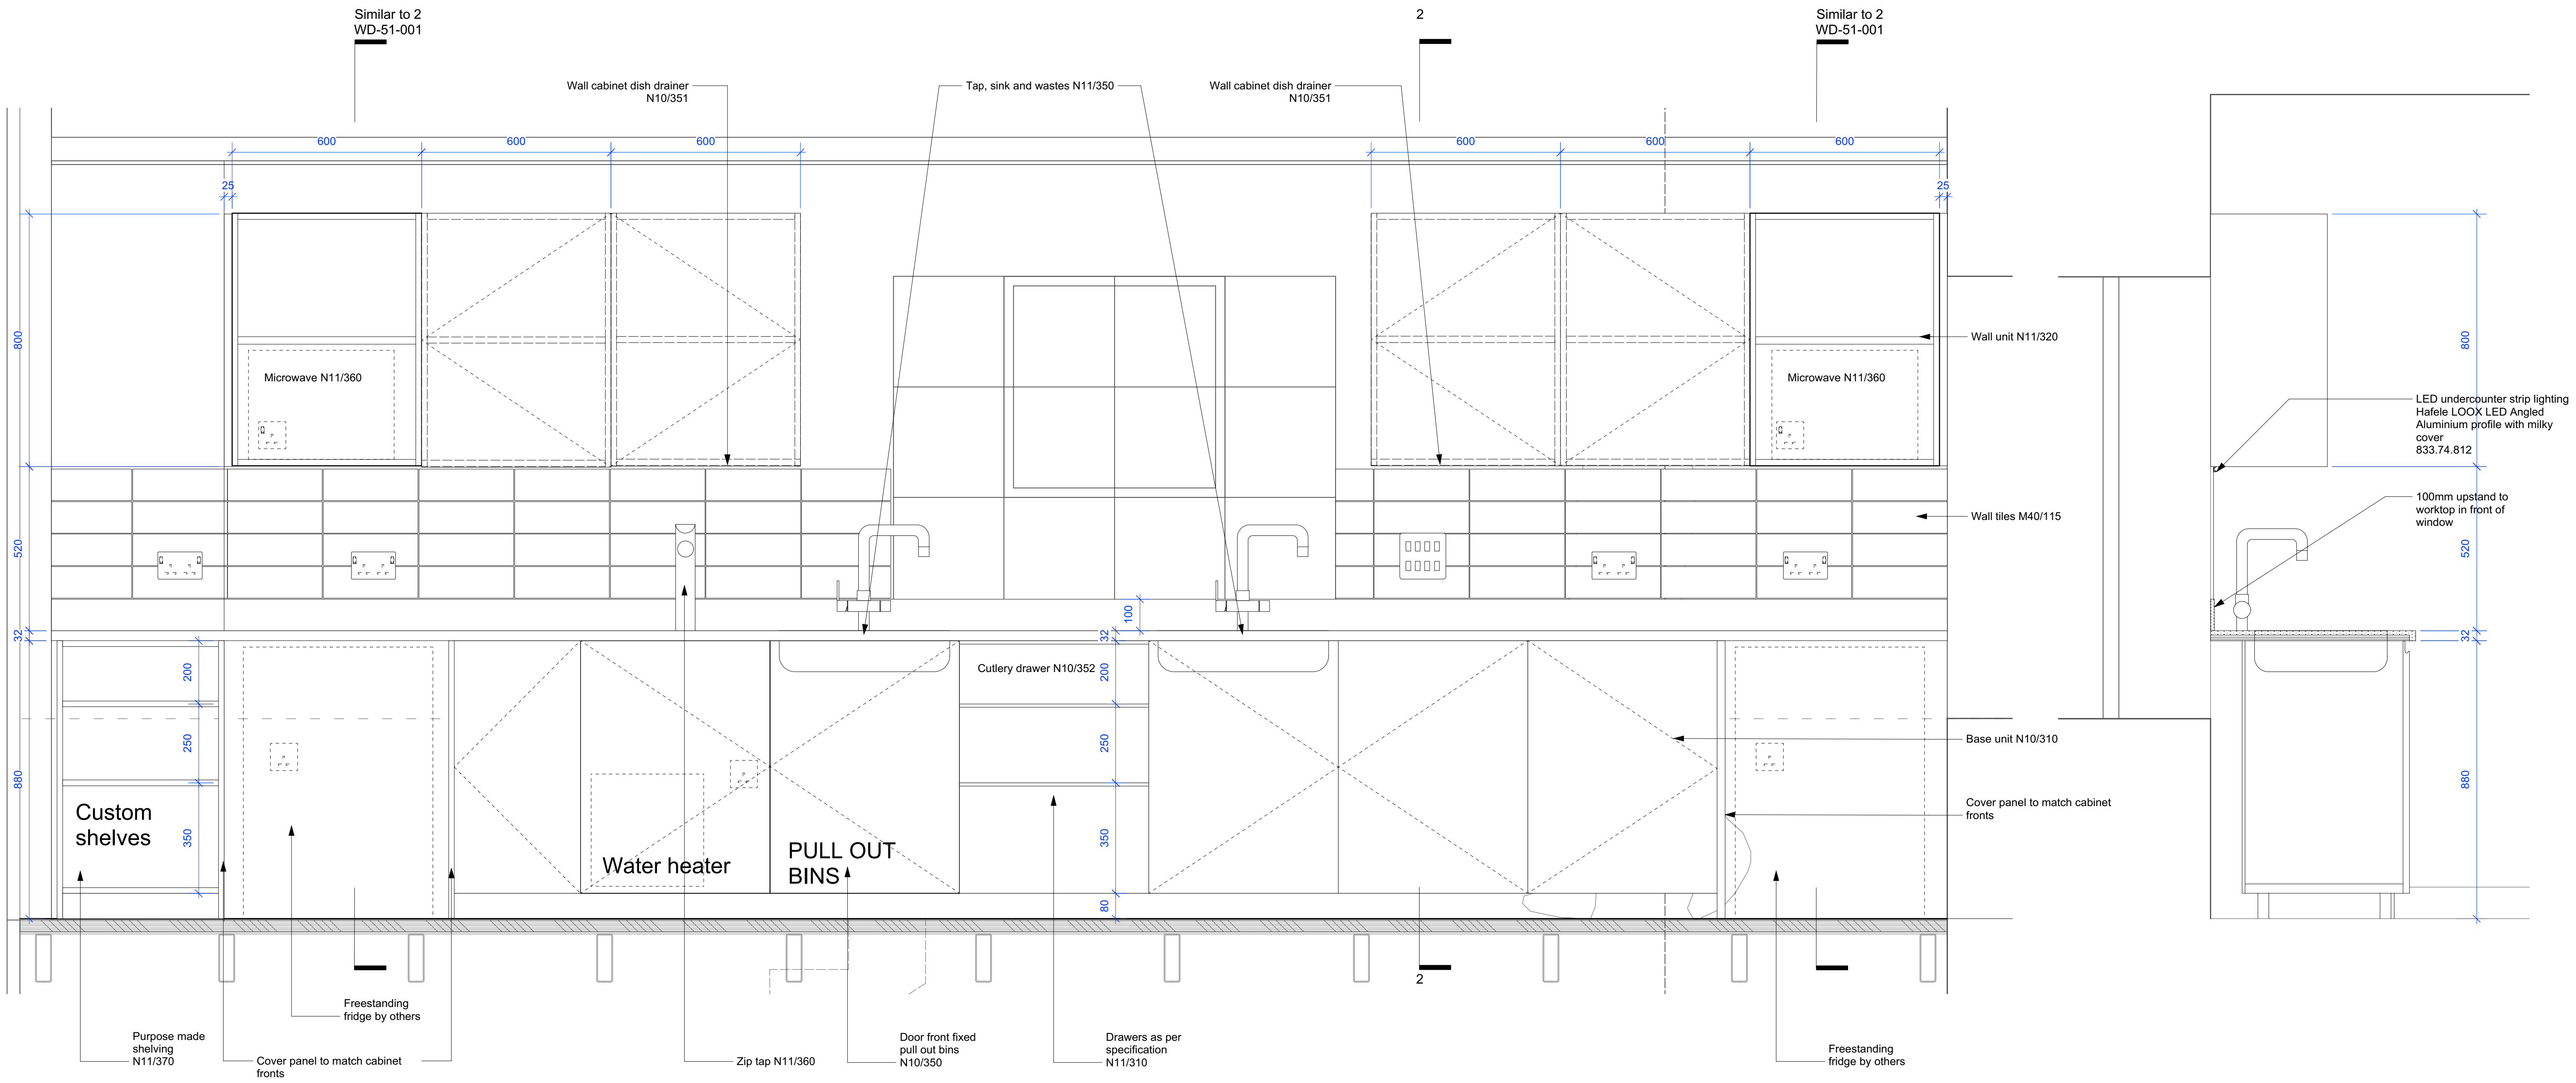 Similar to 2
WD-51-001
2
Similar to 2
WD-51-001
Wall cabinet dish drainer
N10/351
Tap, sink and wastes N11/350
Wall cabinet dish drainer
N10/351
600
600
600
600
600
600
25
25
800
Microwave N11/360
Microwave N11/360
Wall unit N11/320
800
LED undercounter strip lighting
Hafele LOOX LED Angled
Aluminium profile with milky
cover
833.74.812
100mm upstand to
worktop in front of
window
Wall tiles M40/115
520
520
100
32
32
32
200
Cutlery drawer N10/352
200
250
250
Base unit N10/310
880
880
Custom
shelves
350
350
Cover panel to match cabinet
fronts
Water heater
PULL OUT
BINS
80
2
Freestanding
fridge by others
Purpose made
shelving
N11/370
Cover panel to match cabinet
fronts
Zip tap N11/360
Door front fixed
pull out bins
N10/350
Drawers as per
specification
N11/310
Freestanding
fridge by others